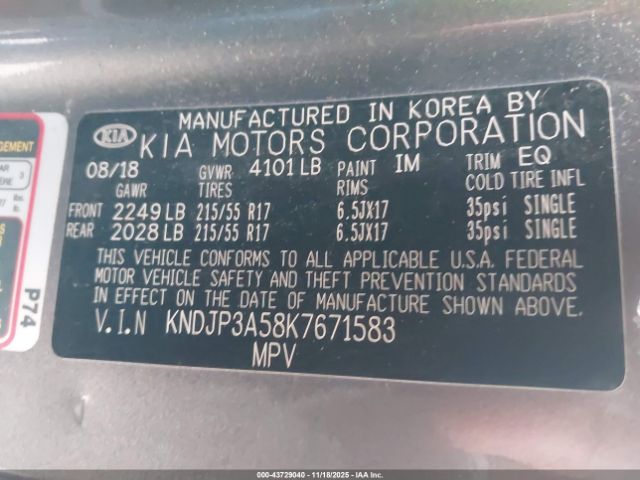 MANUFACTURED IN KOREA BY
KIA KIA MOTORS CORPORATION
08/18 GVWR 4101 LB PAINT IM TRIM EQ
GAWR TIRES RIMS COLD TIRE INFL
FRONT 2249 LB 215/55 R17 6.5JX17 35psi SINGLE
REAR 2028 LB 215/55 R17 6.5JX17 35psi SINGLE
THIS VEHICLE CONFORMS TO ALL APPLICABLE U.S.A. FEDERAL
MOTOR VEHICLE SAFETY AND THEFT PREVENTION STANDARDS
IN EFFECT ON THE DATE OF MANUFACTURE SHOWN ABOVE.
V.I.N KNDJP3A58K7671583
MPV
P74
000-43729040 - 11/18/2025 - IAAI.COM